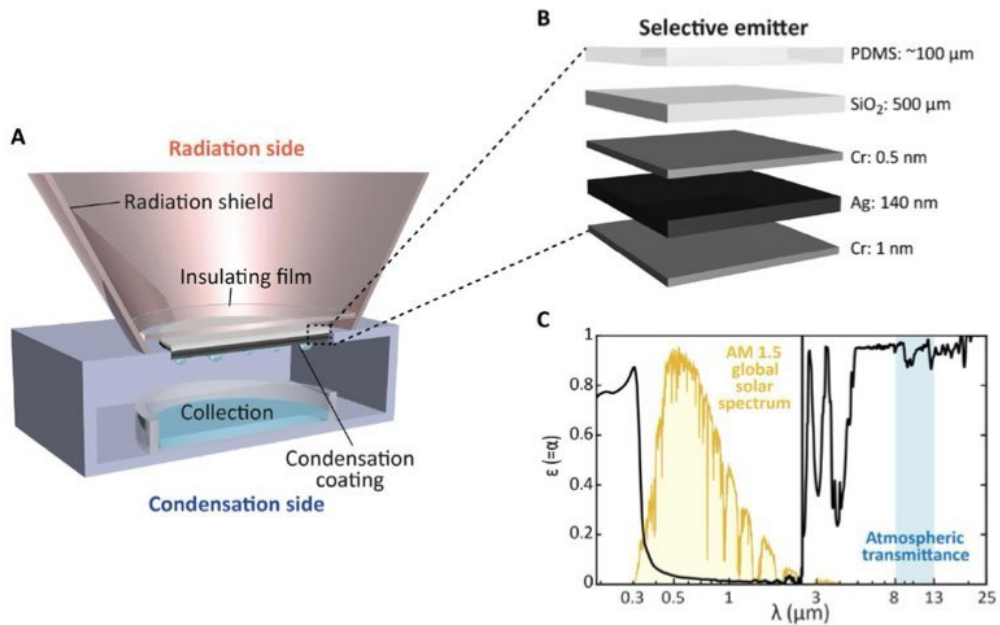 A
Radiation side
Radiation shield
Insulating film
Collection
Condensation
coating
Condensation side
B
Selective emitter
PDMS: ~100 μm
SiO₂: 500 μm
Cr: 0.5 nm
Ag: 140 nm
Cr: 1 nm
C
AM 1.5
global
solar
spectrum
Atmospheric
transmittance
ε (=α)
1
0.8
0.6
0.4
0.2
0
0.3 0.5 1 3 8 13 25
λ (μm)